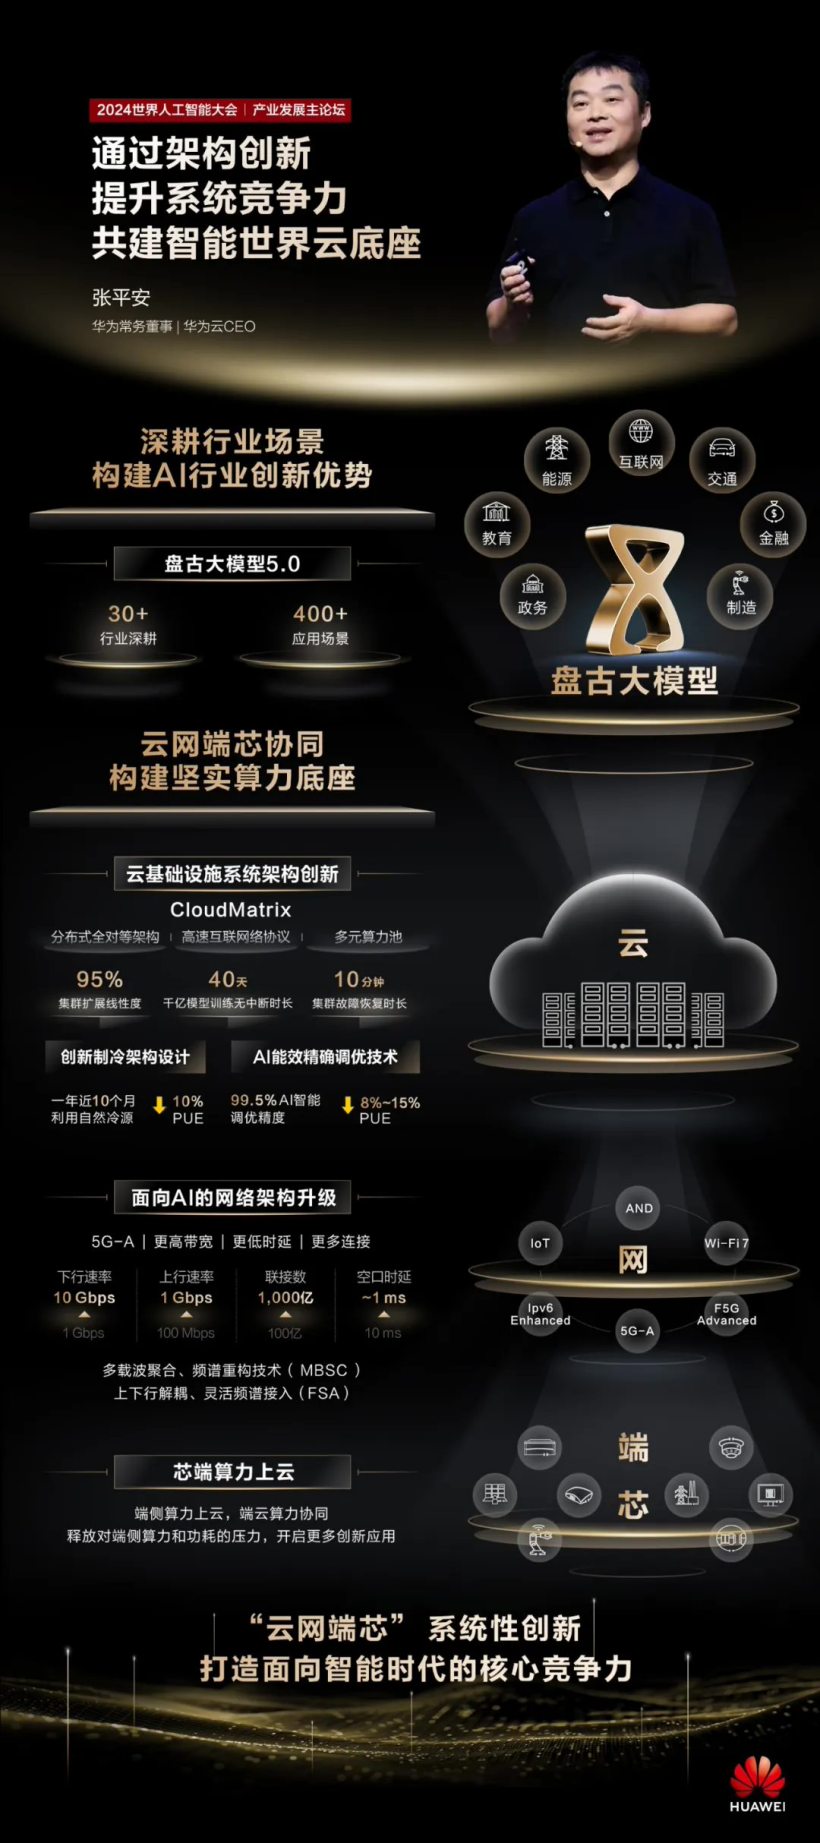 2024世界人工智能大会 | 产业发展主论坛
通过架构创新
提升系统竞争力
共建智能世界云底座
张平安
华为常务董事 | 华为云CEO
深耕行业场景
构建AI行业创新优势
盘古大模型5.0
30+
行业深耕
400+
应用场景
互联网
能源
交通
教育
金融
政务
制造
盘古大模型
云网端芯协同
构建坚实算力底座
云基础设施系统架构创新
CloudMatrix
分布式全对等架构 | 高速互联网络协议 | 多元算力池
95%
集群扩展线性度
40天
千亿模型训练无中断时长
10分钟
集群故障恢复时长
创新制冷架构设计
一年近10个月
利用自然冷源
10%
PUE
AI能效精确调优技术
99.5%AI智能
调优精度
8%~15%
PUE
云
面向AI的网络架构升级
5G-A | 更高带宽 | 更低时延 | 更多连接
下行速率
10 Gbps
1 Gbps
上行速率
1 Gbps
100 Mbps
联接数
1,000亿
100亿
空口时延
~1 ms
10 ms
多载波聚合、频谱重构技术（MBSC）
上下行解耦、灵活频谱接入（FSA）
AND
IoT
Wi-Fi7
网
Ipv6
Enhanced
F5G
Advanced
5G-A
芯端算力上云
端侧算力上云，端云算力协同
释放对端侧算力和功耗的压力，开启更多创新应用
端
芯
“云网端芯” 系统性创新
打造面向智能时代的核心竞争力
HUAWEI